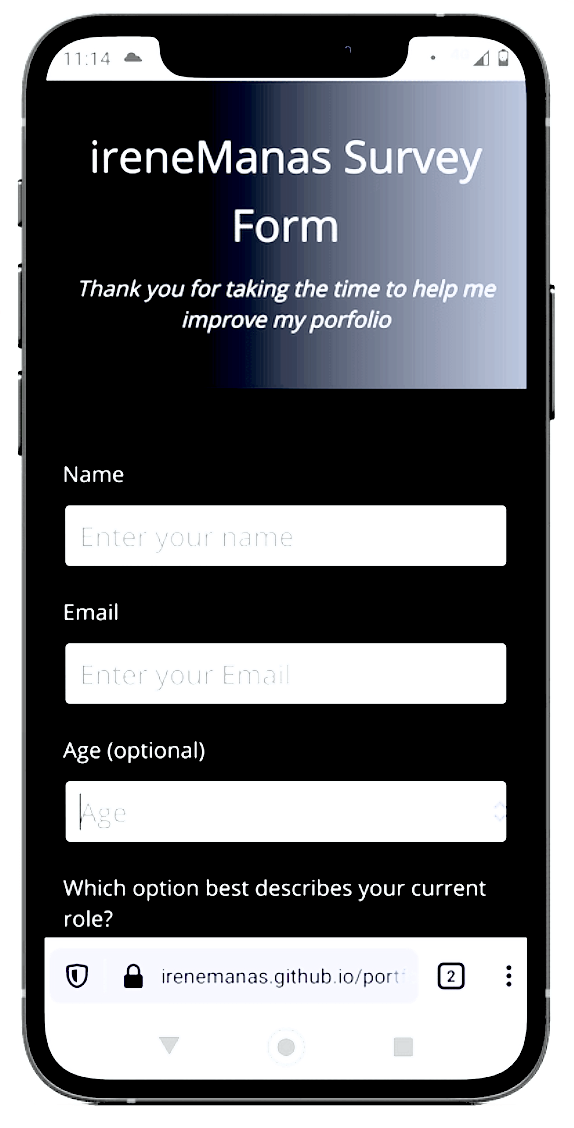 11:14
ireneManas Survey
Form
Thank you for taking the time to help me
improve my porfolio
Name
Enter your name
Email
Enter your Email
Age (optional)
Age
Which option best describes your current
role?
irenemanas.github.io/portf
2